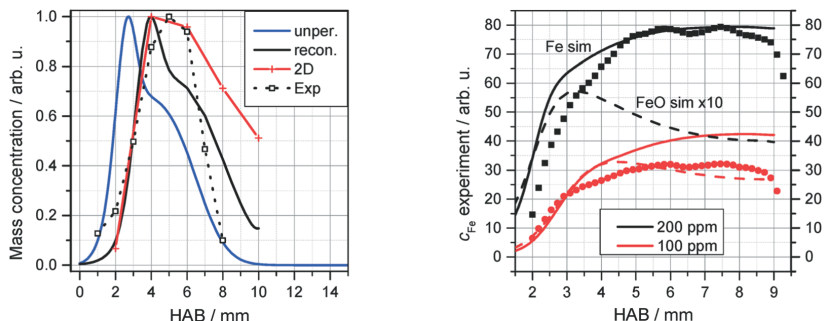 Mass concentration / arb. u.
1.0
0.8
0.6
0.4
0.2
0.0
0 2 4 6 8 10 12 14
HAB / mm
unper.
recon.
2D
Exp
c_Fe experiment / arb. u.
80
70
60
50
40
30
20
10
0
Fe sim
FeO sim x10
200 ppm
100 ppm
80
70
60
50
40
30
20
10
0
2 3 4 5 6 7 8 9
HAB / mm